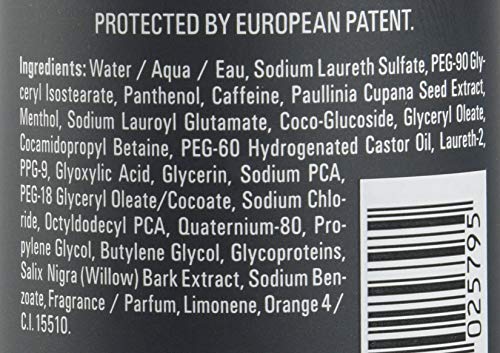 PROTECTED BY EUROPEAN PATENT.
Ingredients: Water / Aqua / Eau, Sodium Laureth Sulfate, PEG-90 Gly-
ceryl Isostearate, Panthenol, Caffeine, Paullinia Cupana Seed Extract,
Menthol, Sodium Lauroyl Glutamate, Coco-Glucoside, Glyceryl Oleate,
Cocamidopropyl Betaine, PEG-60 Hydrogenated Castor Oil, Laureth-2,
PPG-9, Glyoxylic Acid, Glycerin, Sodium PCA,
PEG-18 Glyceryl Oleate/Cocoate, Sodium Chlo-
ride, Octyldodecyl PCA, Quaternium-80, Pro-
pylene Glycol, Butylene Glycol, Glycoproteins,
Salix Nigra (Willow) Bark Extract, Sodium Ben-
zoate, Fragrance / Parfum, Limonene, Orange 4 /
C.I. 15510.
025795